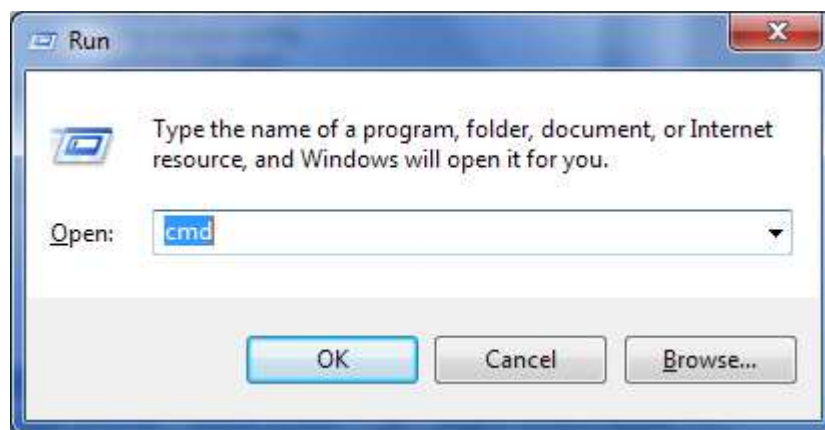 Run
Type the name of a program, folder, document, or Internet
resource, and Windows will open it for you.
Open: cmd
OK Cancel Browse...